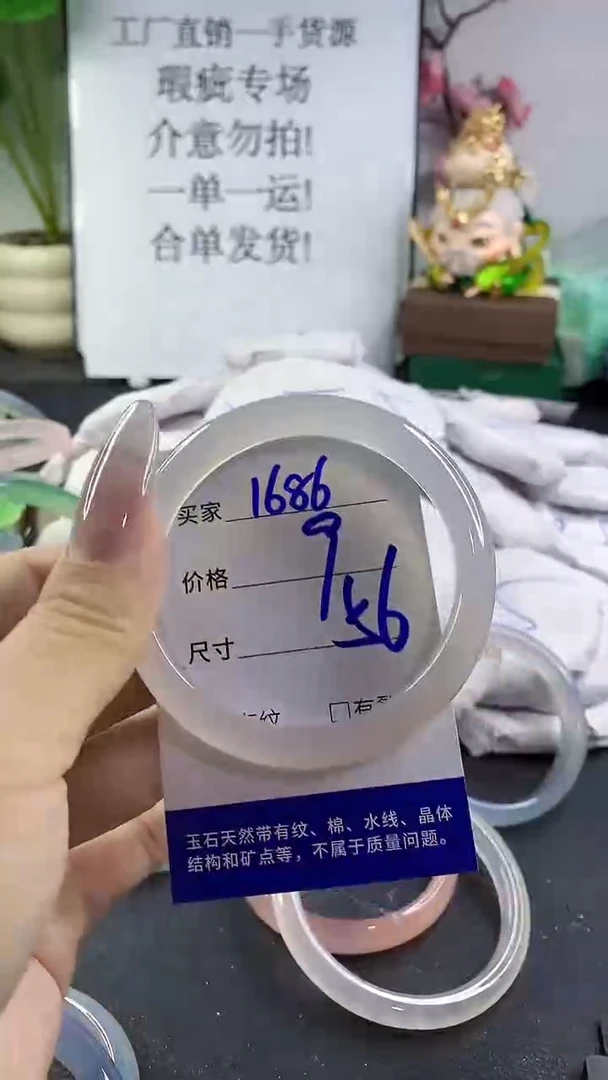 工厂直销一手货源
瑕疵专场
介意勿拍!
一单一运!
合单发货!
买家 1686
价格 9
尺寸 56
纹 口有
玉石天然带有纹、棉、水线、晶体
结构和矿点等，不属于质量问题。